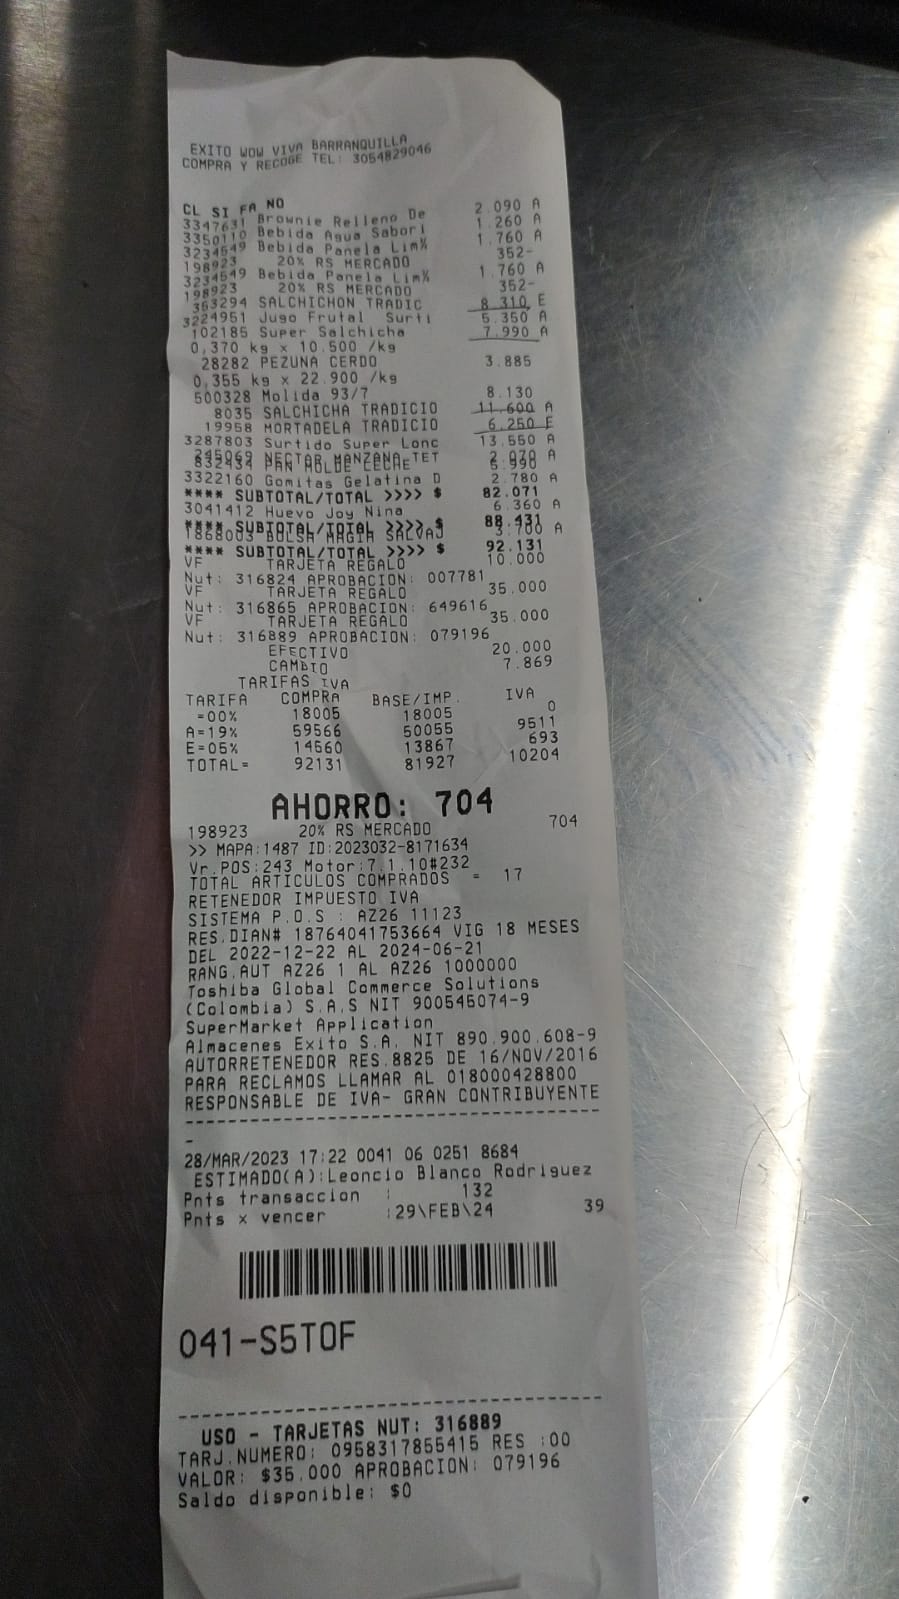 EXITO WOW VIVA BARRANQUILLA
COMPRA Y RECOGE TEL: 3054829046
CL SI FA NO
3347631 Brownie Relleno De 2.090 A
3350110 Bebida Agua Sabori 1.260 A
3234549 Bebida Panela Lim% 1.760 A
198923 20% RS MERCADO 352-
3234549 Bebida Panela Lim% 1.760 A
198923 20% RS MERCADO 352-
363294 SALCHICHON TRADIC 8.310 E
3224951 Jugo Frutal Surti 5.350 A
102185 Super Salchicha 7.990 A
0,370 kg x 10.500 /kg
28282 PEZUNA CERDO 3.885
0,355 kg x 22.900 /kg
500328 Molida 93/7 8.130
8035 SALCHICHA TRADICIO 11.600 A
19958 MORTADELA TRADICIO 6.250 E
3287803 Surtido Super Lonc 13.550 A
245069 NECTAR MANZANA TET 2.070 A
832434 PAN MOLDE LECHE 5.990
3322160 Gomitas Gelatina D 2.780 A
**** SUBTOTAL/TOTAL >>>> $ 82.071
3041412 Huevo Joy Nina 6.360 A
**** SUBTOTAL/TOTAL >>>> $ 88.431
1868003 BOLSA MAGIA SALVAJ 3.700 A
**** SUBTOTAL/TOTAL >>>> $ 92.131
VF TARJETA REGALO 10.000
Nut: 316824 APROBACION: 007781
VF TARJETA REGALO 35.000
Nut: 316865 APROBACION: 649616
VF TARJETA REGALO 35.000
Nut: 316889 APROBACION: 079196
EFECTIVO 20.000
CAMBIO 7.869
TARIFAS IVA
TARIFA COMPRA BASE/IMP. IVA
=00% 18005 18005 0
A=19% 59566 50055 9511
E=05% 14560 13867 693
TOTAL= 92131 81927 10204
AHORRO: 704
198923 20% RS MERCADO 704
>> MAPA:1487 ID:2023032-8171634
Vr.POS:243 Motor:7.1.10#232
TOTAL ARTICULOS COMPRADOS = 17
RETENEDOR IMPUESTO IVA
SISTEMA P.O.S : AZ26 11123
RES.DIAN# 18764041753664 VIG 18 MESES
DEL 2022-12-22 AL 2024-06-21
RANG.AUT AZ26 1 AL AZ26 1000000
Toshiba Global Commerce Solutions
(Colombia) S.A.S NIT 900545074-9
SuperMarket Application
Almacenes Exito S.A. NIT 890.900.608-9
AUTORRETENEDOR RES.8825 DE 16/NOV/2016
PARA RECLAMOS LLAMAR AL 018000428800
RESPONSABLE DE IVA- GRAN CONTRIBUYENTE
--------------------------------------
-
28/MAR/2023 17:22 0041 06 0251 8684
ESTIMADO(A):Leoncio Blanco Rodriguez
Pnts transaccion : 132
Pnts x vencer :29\FEB\24 39
041-S5TOF
--------------------------------------
USO - TARJETAS NUT: 316889
TARJ.NUMERO: 0958317855415 RES :00
VALOR: $35.000 APROBACION: 079196
Saldo disponible: $0